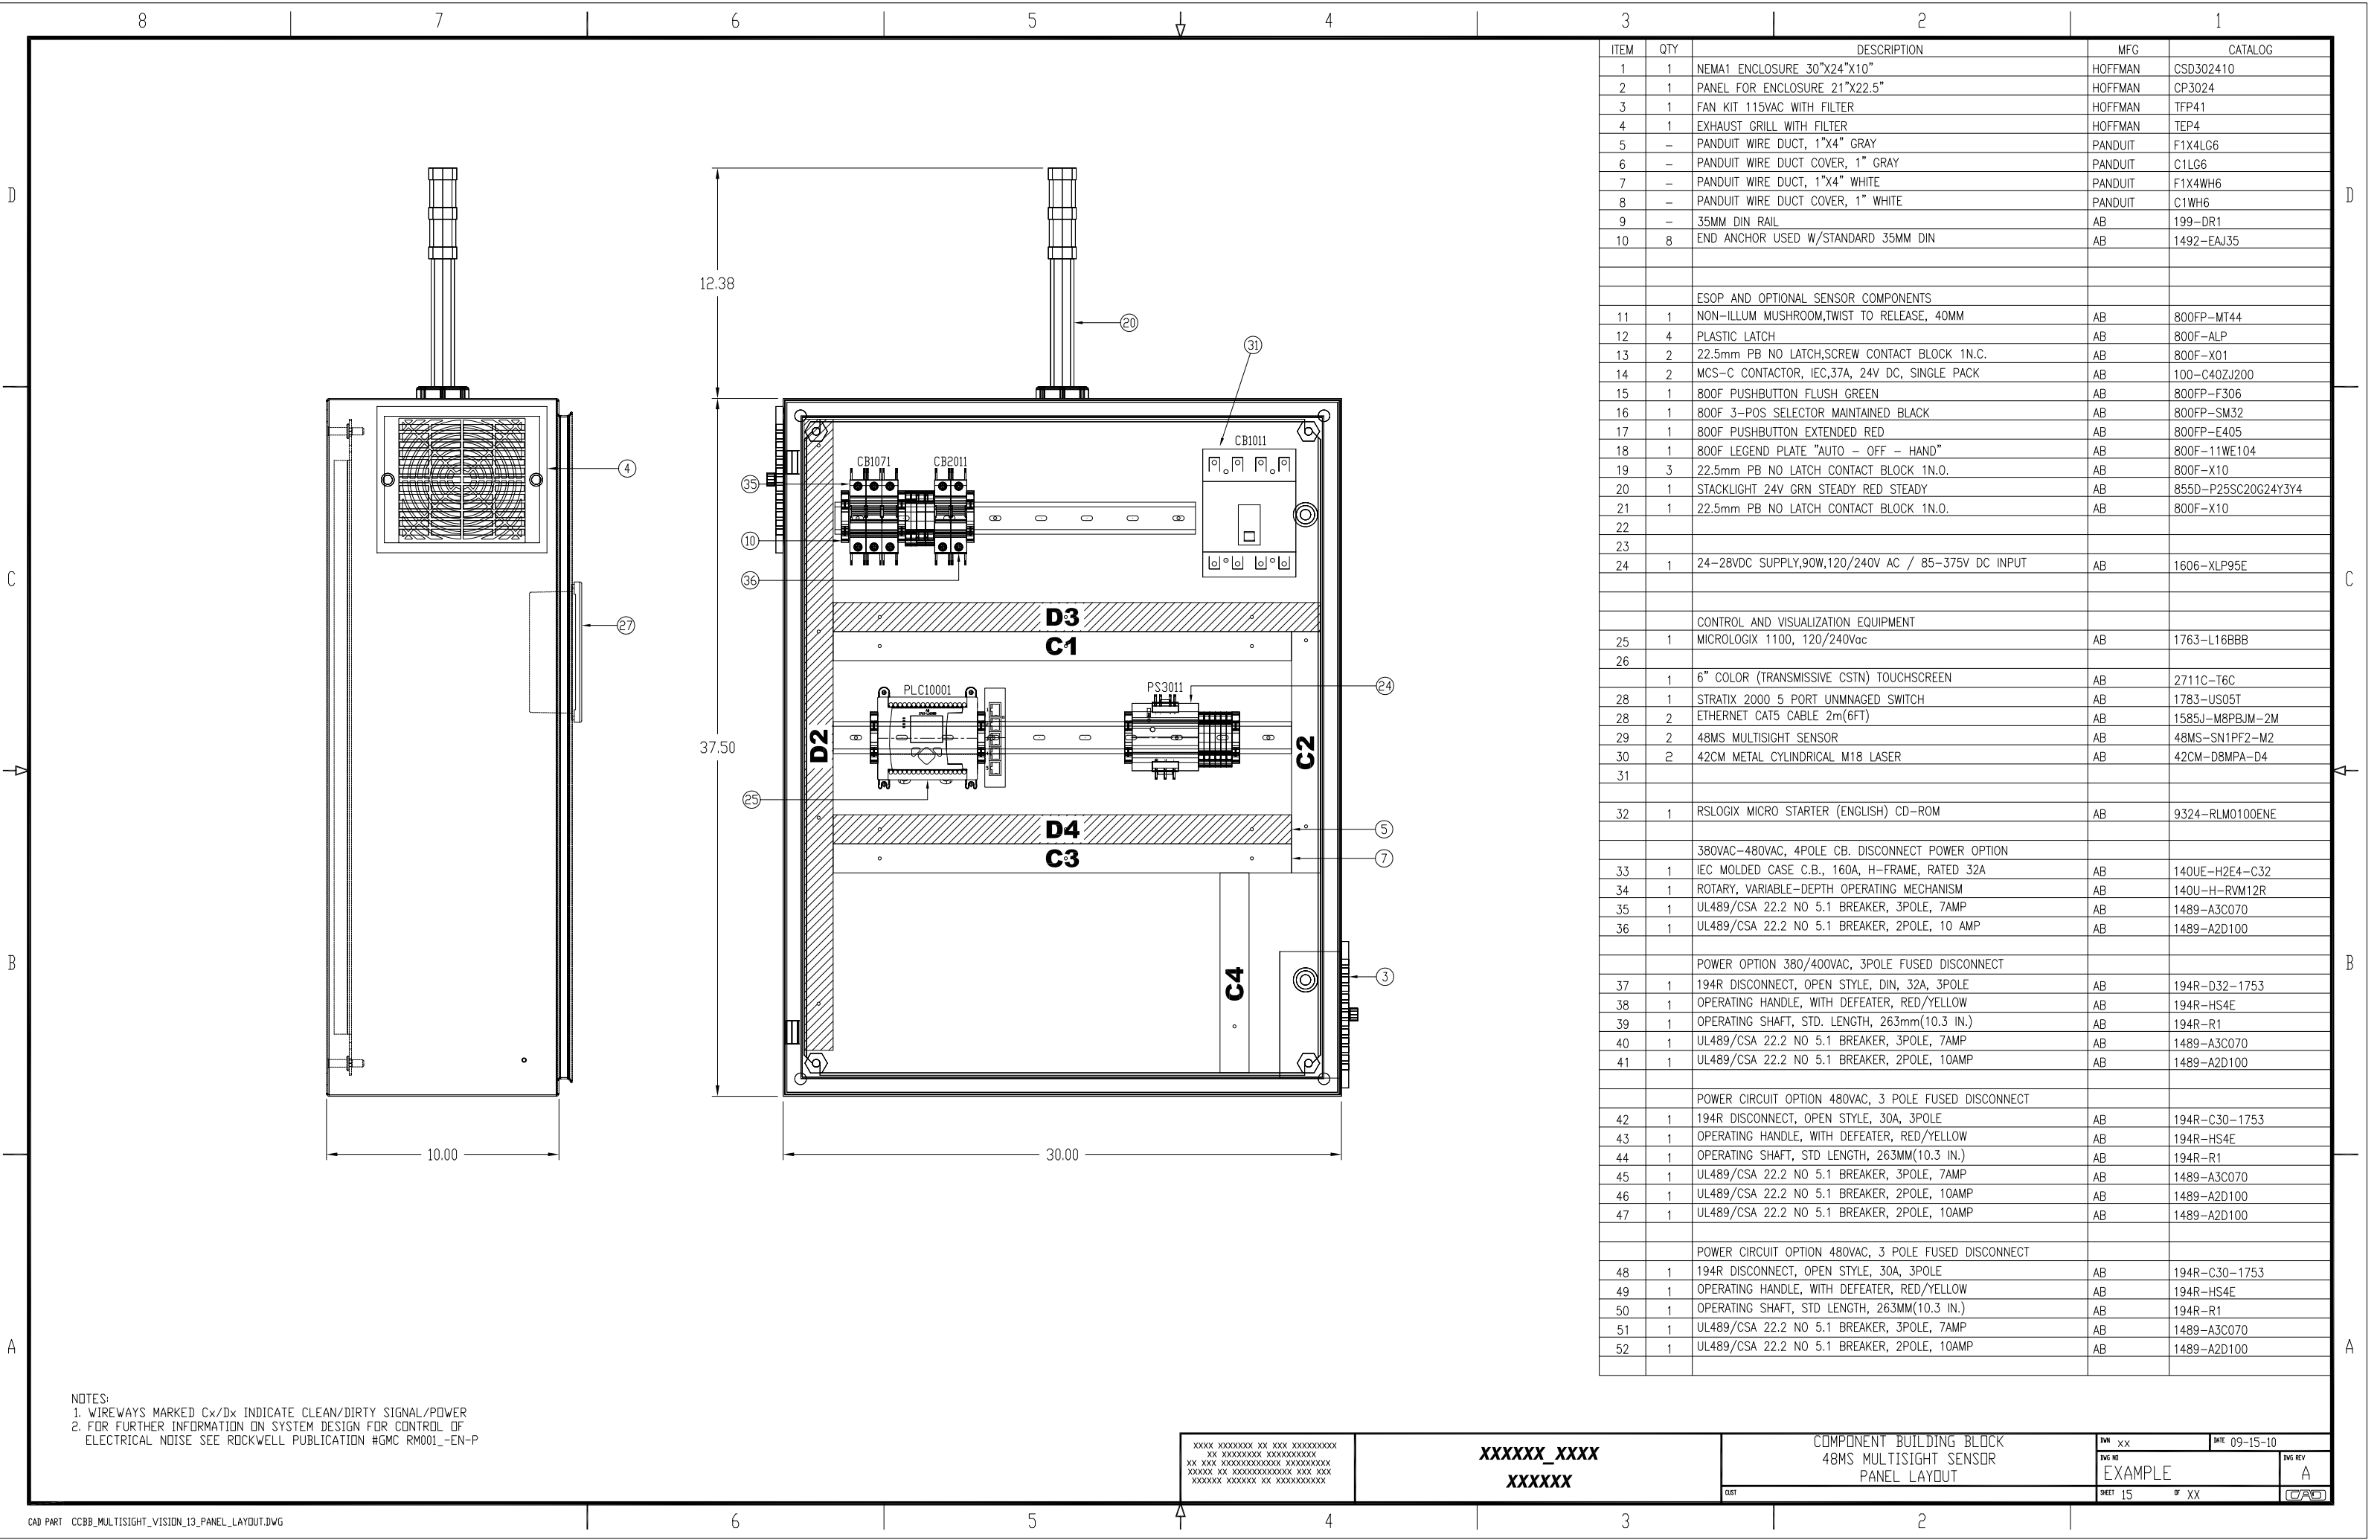 8 7 6 5 4 3 2 1
D
C
B
A
12.38
37.50
10.00
30.00
20
31
4
27
35
CB1071
CB2011
CB1011
10
36
D3
C1
PLC10001
PS3011
24
D2
C2
25
D4
5
C3
7
C4
3
ITEM QTY DESCRIPTION MFG CATALOG
1 1 NEMA1 ENCLOSURE 30"X24"X10" HOFFMAN CSD302410
2 1 PANEL FOR ENCLOSURE 21"X22.5" HOFFMAN CP3024
3 1 FAN KIT 115VAC WITH FILTER HOFFMAN TFP41
4 1 EXHAUST GRILL WITH FILTER HOFFMAN TEP4
5 – PANDUIT WIRE DUCT, 1"X4" GRAY PANDUIT F1X4LG6
6 – PANDUIT WIRE DUCT COVER, 1" GRAY PANDUIT C1LG6
7 – PANDUIT WIRE DUCT, 1"X4" WHITE PANDUIT F1X4WH6
8 – PANDUIT WIRE DUCT COVER, 1" WHITE PANDUIT C1WH6
9 – 35MM DIN RAIL AB 199-DR1
10 8 END ANCHOR USED W/STANDARD 35MM DIN AB 1492-EAJ35
ESOP AND OPTIONAL SENSOR COMPONENTS
11 1 NON-ILLUM MUSHROOM,TWIST TO RELEASE, 40MM AB 800FP-MT44
12 4 PLASTIC LATCH AB 800F-ALP
13 2 22.5mm PB NO LATCH,SCREW CONTACT BLOCK 1N.C. AB 800F-X01
14 2 MCS-C CONTACTOR, IEC,37A, 24V DC, SINGLE PACK AB 100-C40ZJ200
15 1 800F PUSHBUTTON FLUSH GREEN AB 800FP-F306
16 1 800F 3-POS SELECTOR MAINTAINED BLACK AB 800FP-SM32
17 1 800F PUSHBUTTON EXTENDED RED AB 800FP-E405
18 1 800F LEGEND PLATE "AUTO - OFF - HAND" AB 800F-11WE104
19 3 22.5mm PB NO LATCH CONTACT BLOCK 1N.O. AB 800F-X10
20 1 STACKLIGHT 24V GRN STEADY RED STEADY AB 855D-P25SC20G24Y3Y4
21 1 22.5mm PB NO LATCH CONTACT BLOCK 1N.O. AB 800F-X10
22
23
24 1 24-28VDC SUPPLY,90W,120/240V AC / 85-375V DC INPUT AB 1606-XLP95E
CONTROL AND VISUALIZATION EQUIPMENT
25 1 MICROLOGIX 1100, 120/240Vac AB 1763-L16BBB
26
1 6" COLOR (TRANSMISSIVE CSTN) TOUCHSCREEN AB 2711C-T6C
28 1 STRATIX 2000 5 PORT UNMNAGED SWITCH AB 1783-US05T
28 2 ETHERNET CAT5 CABLE 2m(6FT) AB 1585J-M8PBJM-2M
29 2 48MS MULTISIGHT SENSOR AB 48MS-SN1PF2-M2
30 2 42CM METAL CYLINDRICAL M18 LASER AB 42CM-D8MPA-D4
31
32 1 RSLOGIX MICRO STARTER (ENGLISH) CD-ROM AB 9324-RLM0100ENE
380VAC-480VAC, 4POLE CB. DISCONNECT POWER OPTION
33 1 IEC MOLDED CASE C.B., 160A, H-FRAME, RATED 32A AB 140UE-H2E4-C32
34 1 ROTARY, VARIABLE-DEPTH OPERATING MECHANISM AB 140U-H-RVM12R
35 1 UL489/CSA 22.2 NO 5.1 BREAKER, 3POLE, 7AMP AB 1489-A3C070
36 1 UL489/CSA 22.2 NO 5.1 BREAKER, 2POLE, 10 AMP AB 1489-A2D100
POWER OPTION 380/400VAC, 3POLE FUSED DISCONNECT
37 1 194R DISCONNECT, OPEN STYLE, DIN, 32A, 3POLE AB 194R-D32-1753
38 1 OPERATING HANDLE, WITH DEFEATER, RED/YELLOW AB 194R-HS4E
39 1 OPERATING SHAFT, STD. LENGTH, 263mm(10.3 IN.) AB 194R-R1
40 1 UL489/CSA 22.2 NO 5.1 BREAKER, 3POLE, 7AMP AB 1489-A3C070
41 1 UL489/CSA 22.2 NO 5.1 BREAKER, 2POLE, 10AMP AB 1489-A2D100
POWER CIRCUIT OPTION 480VAC, 3 POLE FUSED DISCONNECT
42 1 194R DISCONNECT, OPEN STYLE, 30A, 3POLE AB 194R-C30-1753
43 1 OPERATING HANDLE, WITH DEFEATER, RED/YELLOW AB 194R-HS4E
44 1 OPERATING SHAFT, STD LENGTH, 263MM(10.3 IN.) AB 194R-R1
45 1 UL489/CSA 22.2 NO 5.1 BREAKER, 3POLE, 7AMP AB 1489-A3C070
46 1 UL489/CSA 22.2 NO 5.1 BREAKER, 2POLE, 10AMP AB 1489-A2D100
47 1 UL489/CSA 22.2 NO 5.1 BREAKER, 2POLE, 10AMP AB 1489-A2D100
POWER CIRCUIT OPTION 480VAC, 3 POLE FUSED DISCONNECT
48 1 194R DISCONNECT, OPEN STYLE, 30A, 3POLE AB 194R-C30-1753
49 1 OPERATING HANDLE, WITH DEFEATER, RED/YELLOW AB 194R-HS4E
50 1 OPERATING SHAFT, STD LENGTH, 263MM(10.3 IN.) AB 194R-R1
51 1 UL489/CSA 22.2 NO 5.1 BREAKER, 3POLE, 7AMP AB 1489-A3C070
52 1 UL489/CSA 22.2 NO 5.1 BREAKER, 2POLE, 10AMP AB 1489-A2D100
D
C
B
A
NOTES:
1. WIREWAYS MARKED Cx/Dx INDICATE CLEAN/DIRTY SIGNAL/POWER
2. FOR FURTHER INFORMATION ON SYSTEM DESIGN FOR CONTROL OF
ELECTRICAL NOISE SEE ROCKWELL PUBLICATION #GMC RM001_-EN-P
XXXX XXXXXXX XX XXX XXXXXXXXX
XX XXXXXXXX XXXXXXXXXX
XX XXX XXXXXXXXXXXX XXXXXXXXX
XXXXX XX XXXXXXXXXXXX XXX XXX
XXXXXX XXXXXX XX XXXXXXXXXX
XXXXXX_XXXX
XXXXXX
COMPONENT BUILDING BLOCK
48MS MULTISIGHT SENSOR
PANEL LAYOUT
CUST
DWN XX
DATE 09-15-10
DWG NO
EXAMPLE
DWG REV
A
SHEET 15 OF XX
CAD
CAD PART CCBB_MULTISIGHT_VISION_13_PANEL_LAYOUT.DWG
6 5 4 3 2